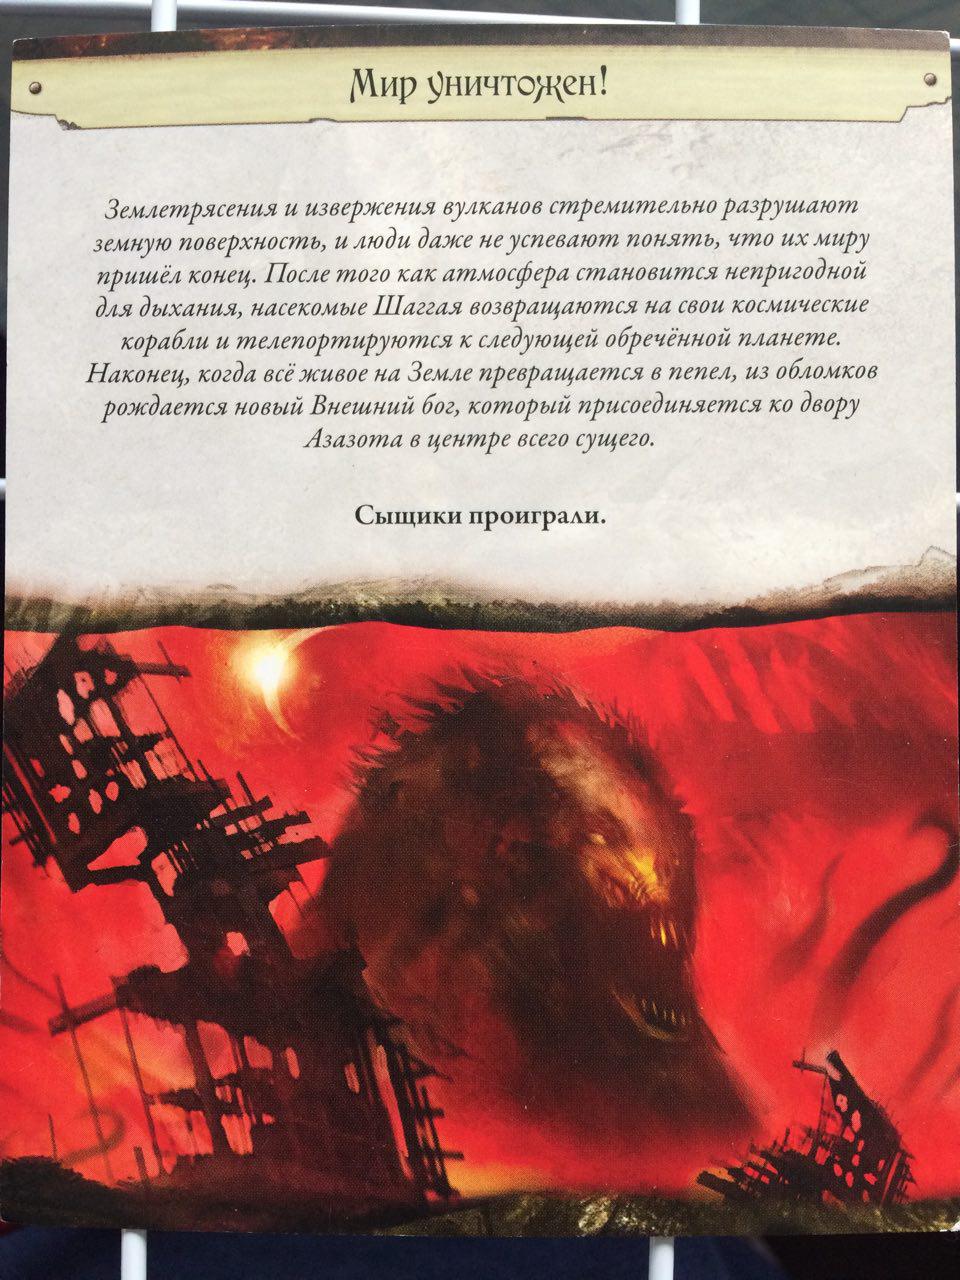 Мир уничтожен!
Землетрясения и извержения вулканов стремительно разрушают
земную поверхность, и люди даже не успевают понять, что их миру
пришёл конец. После того как атмосфера становится непригодной
для дыхания, насекомые Шаггая возвращаются на свои космические
корабли и телепортируются к следующей обречённой планете.
Наконец, когда всё живое на Земле превращается в пепел, из обломков
рождается новый Внешний бог, который присоединяется ко двору
Азазота в центре всего сущего.
Сыщики проиграли.